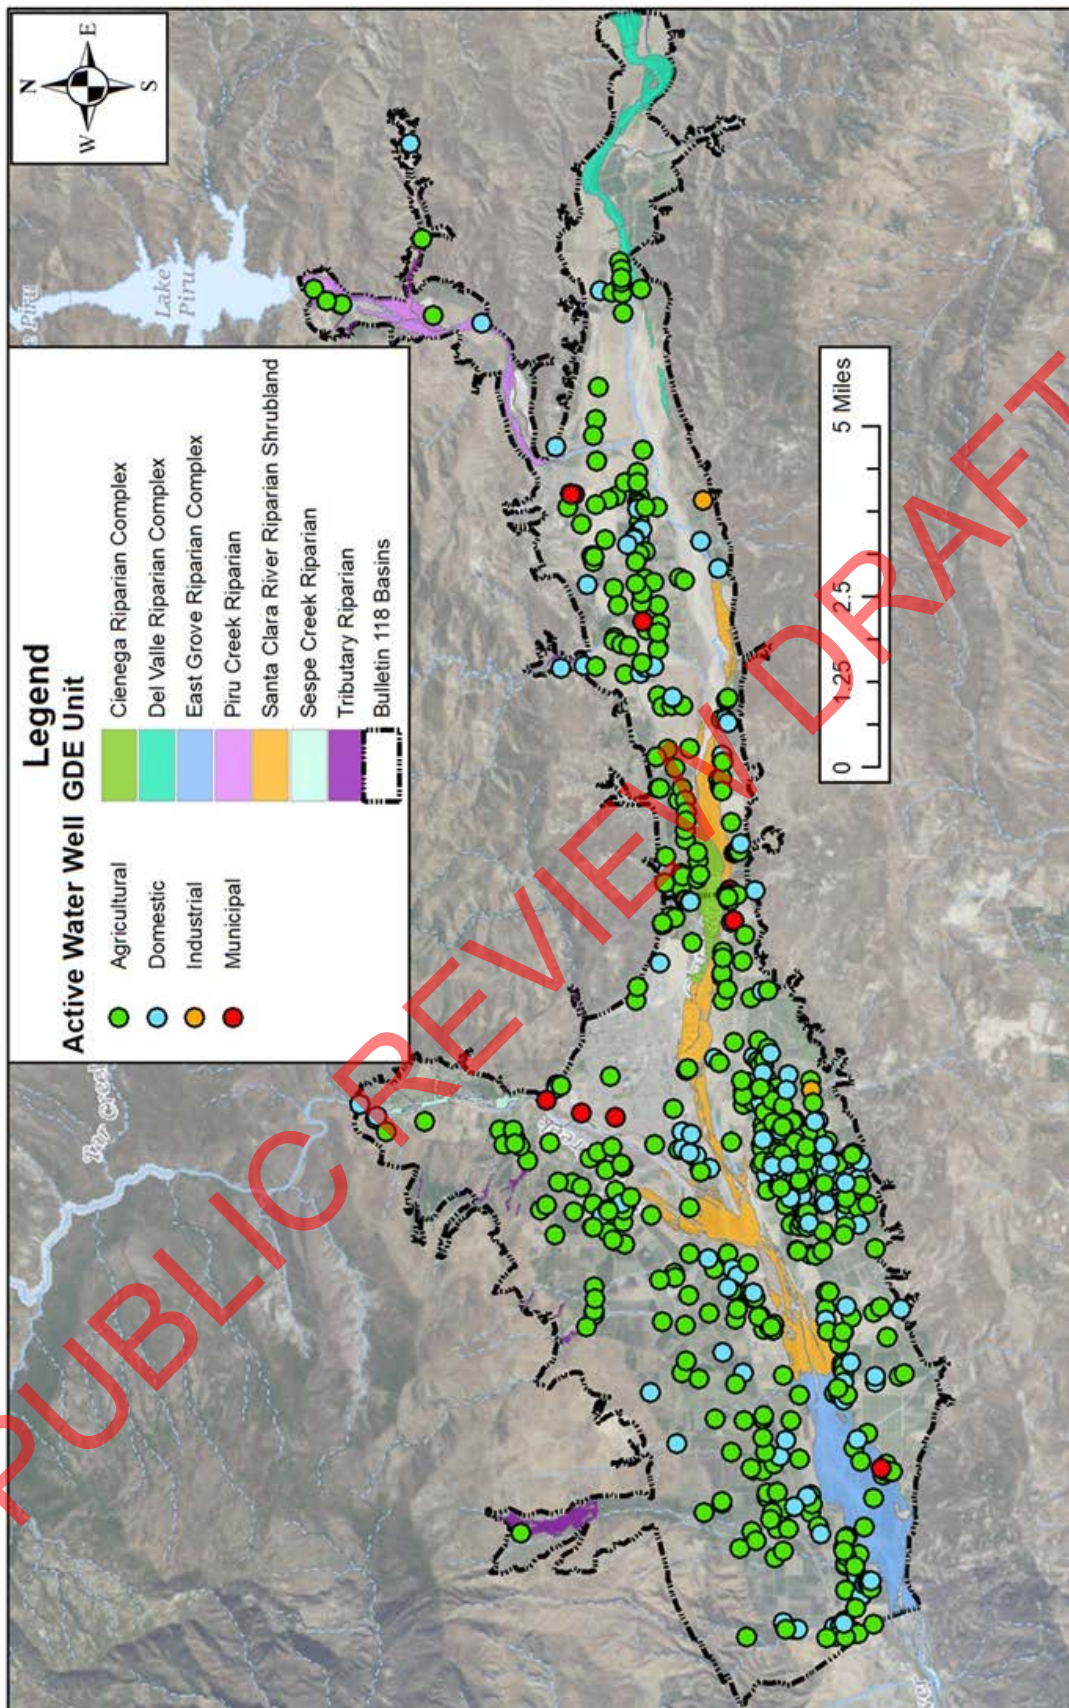 N
W
E
S
Piru
Lake
Piru
Legend
Active Water Well
Agricultural
Domestic
Industrial
Municipal
GDE Unit
Cienega Riparian Complex
Del Valle Riparian Complex
East Grove Riparian Complex
Piru Creek Riparian
Santa Clara River Riparian Shrubland
Sespe Creek Riparian
Tributary Riparian
Bulletin 118 Basins
0 1.25 2.5 5 Miles
PUBLIC REVIEW DRAFT